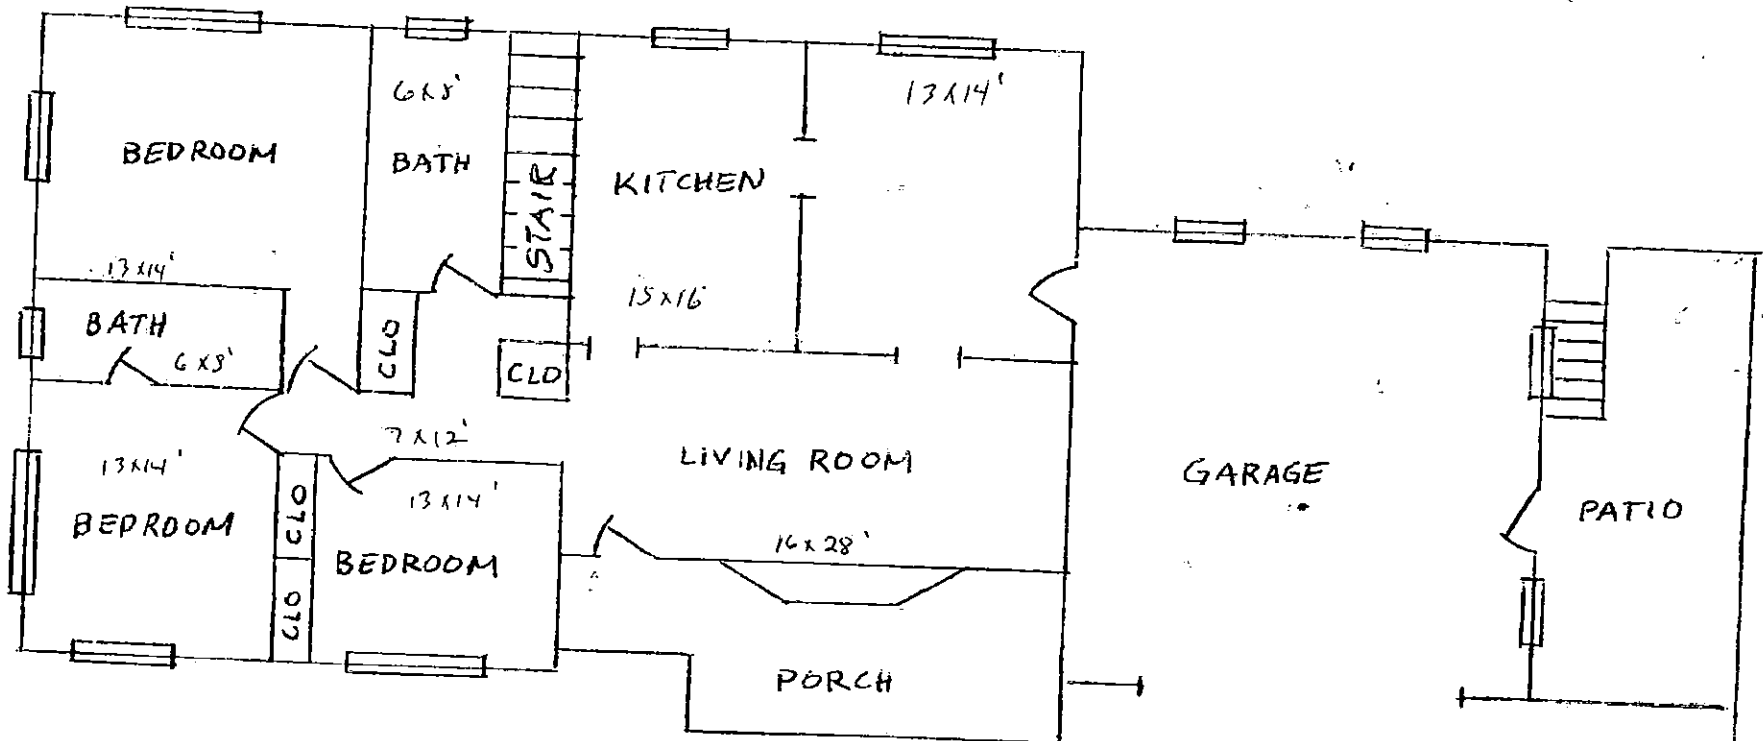 6x8'
13x14'
BEDROOM
BATH
STAIR
KITCHEN
13x14'
BATH
6x8'
CLO
15x16
CLO
7x12'
LIVING ROOM
GARAGE
PATIO
13x14'
BEDROOM
CLO
CLO
13x14'
BEDROOM
16x28'
PORCH